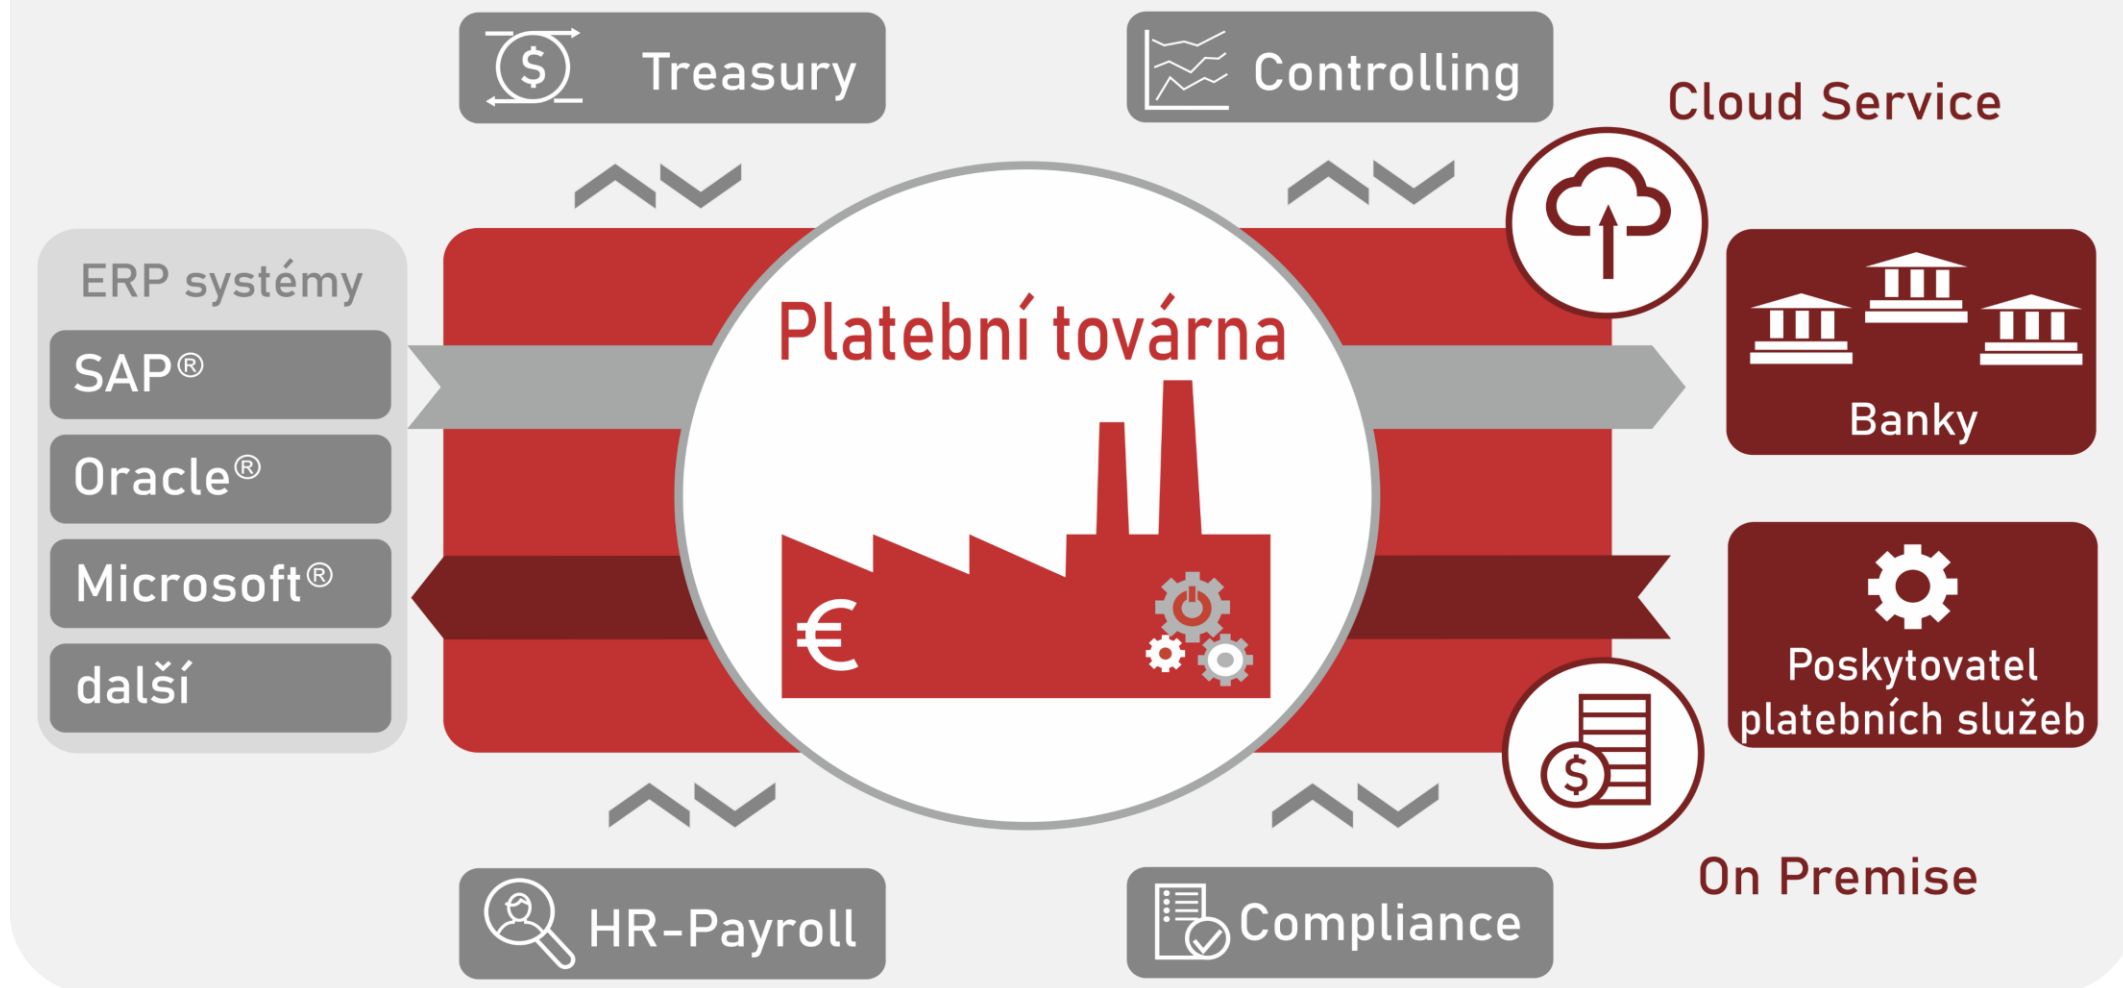 Treasury
Controlling
Cloud Service
ERP systémy
SAP®
Oracle®
Microsoft®
další
Platební továrna
€
Banky
Poskytovatel
platebních služeb
On Premise
HR-Payroll
Compliance